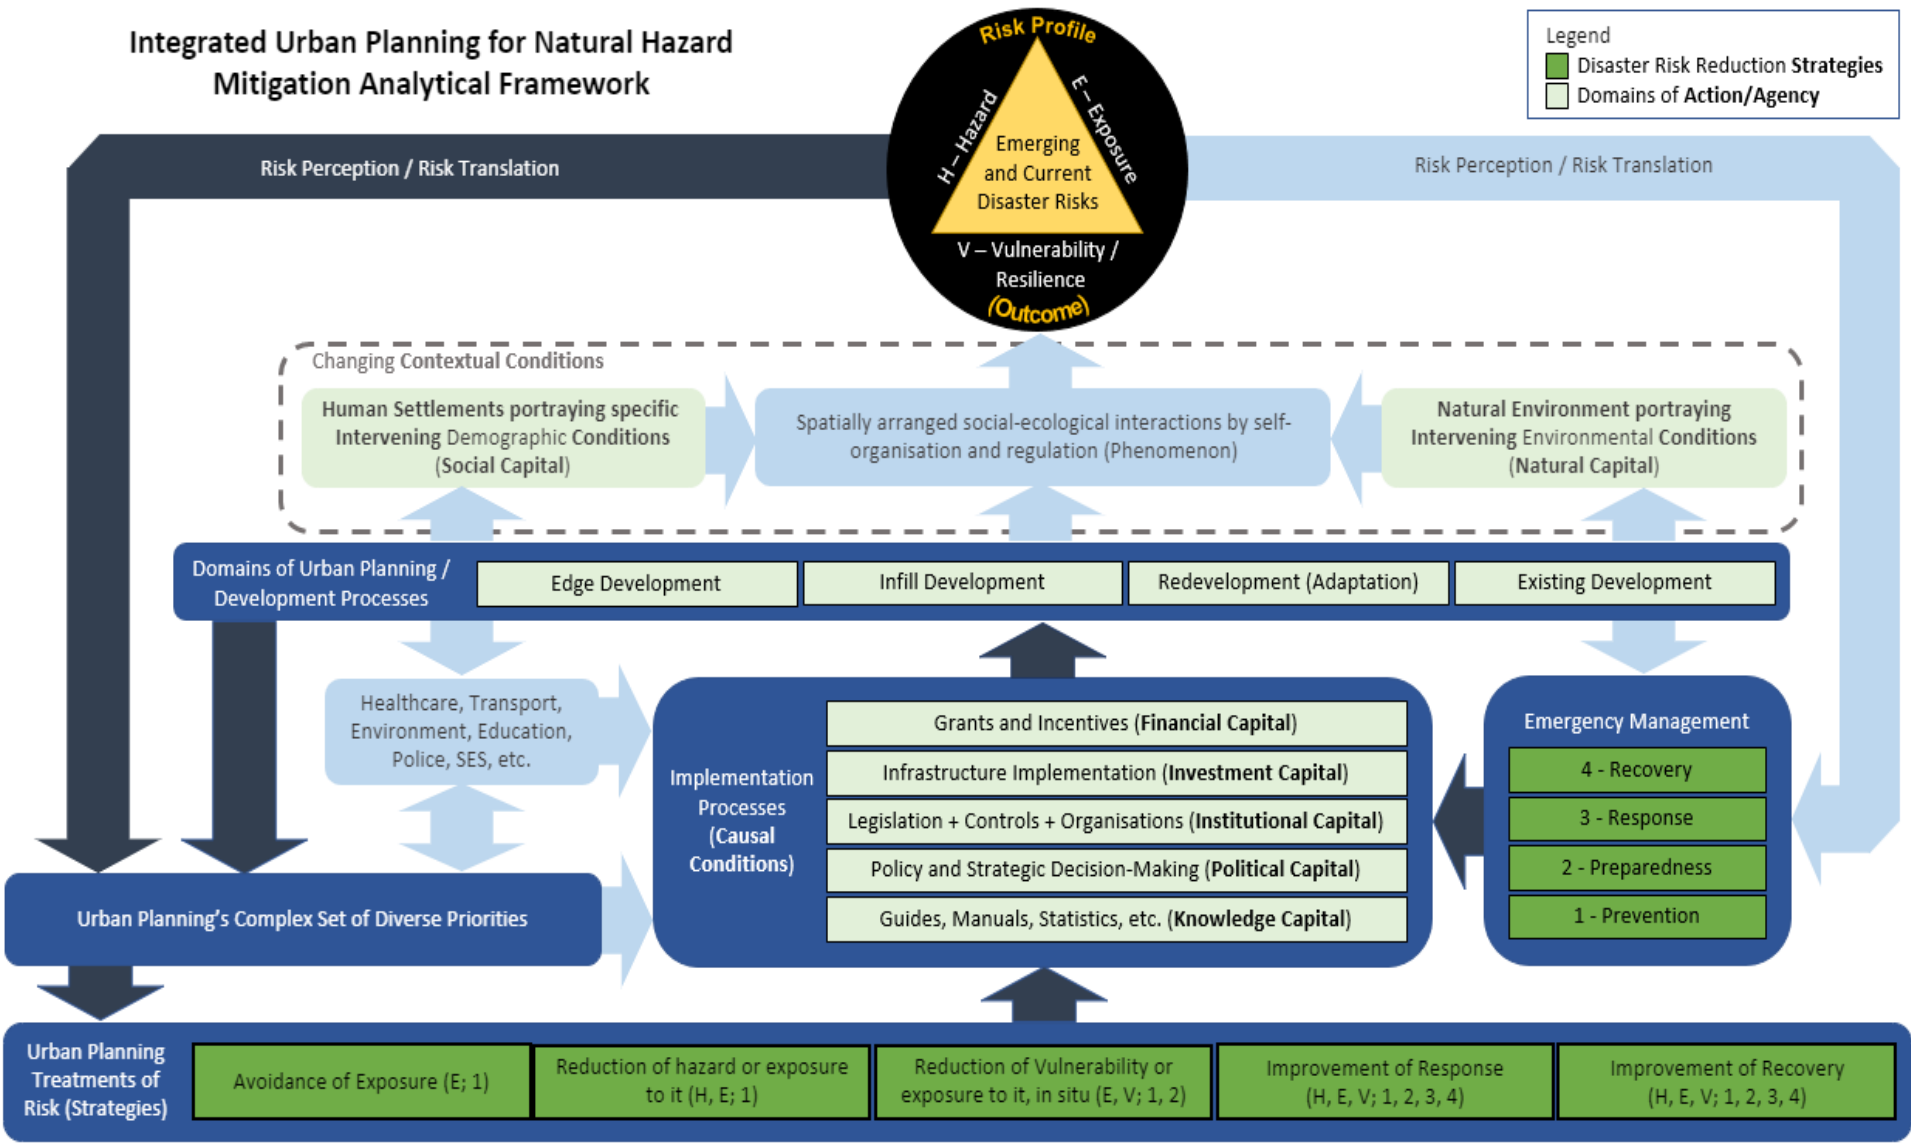 Integrated Urban Planning for Natural Hazard
Mitigation Analytical Framework
Risk Profile
H – Hazard
E – Exposure
Emerging
and Current
Disaster Risks
V – Vulnerability /
Resilience
(Outcome)
Legend
Disaster Risk Reduction Strategies
Domains of Action/Agency
Risk Perception / Risk Translation
Risk Perception / Risk Translation
Changing Contextual Conditions
Human Settlements portraying specific
Intervening Demographic Conditions
(Social Capital)
Spatially arranged social-ecological interactions by self-
organisation and regulation (Phenomenon)
Natural Environment portraying
Intervening Environmental Conditions
(Natural Capital)
Domains of Urban Planning /
Development Processes
Edge Development
Infill Development
Redevelopment (Adaptation)
Existing Development
Healthcare, Transport,
Environment, Education,
Police, SES, etc.
Implementation
Processes
(Causal
Conditions)
Grants and Incentives (Financial Capital)
Infrastructure Implementation (Investment Capital)
Legislation + Controls + Organisations (Institutional Capital)
Policy and Strategic Decision-Making (Political Capital)
Guides, Manuals, Statistics, etc. (Knowledge Capital)
Emergency Management
4 - Recovery
3 - Response
2 - Preparedness
1 - Prevention
Urban Planning's Complex Set of Diverse Priorities
Urban Planning
Treatments of
Risk (Strategies)
Avoidance of Exposure (E; 1)
Reduction of hazard or exposure
to it (H, E; 1)
Reduction of Vulnerability or
exposure to it, in situ (E, V; 1, 2)
Improvement of Response
(H, E, V; 1, 2, 3, 4)
Improvement of Recovery
(H, E, V; 1, 2, 3, 4)